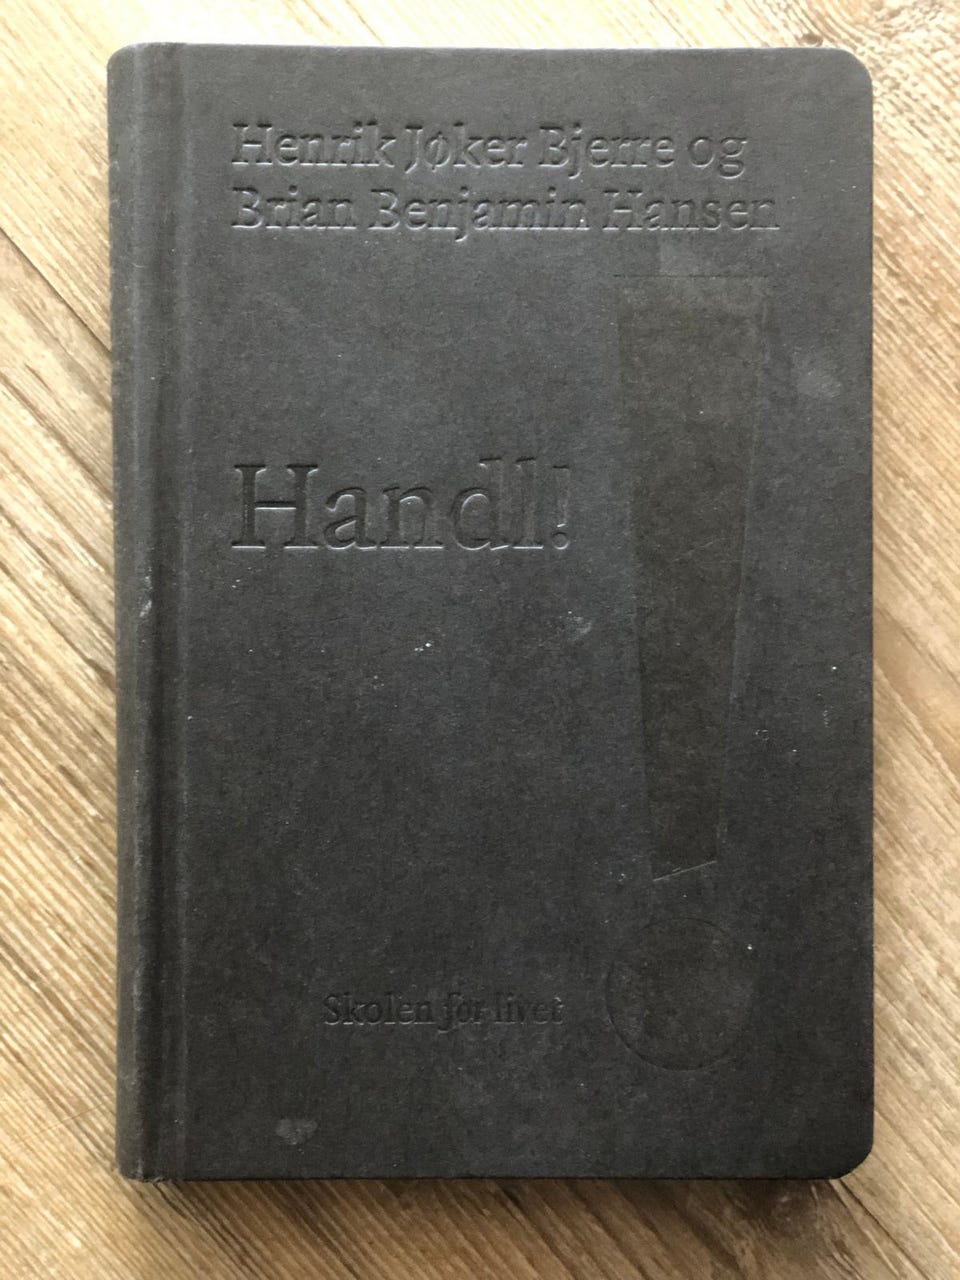 Henrik Jøker Bjerre og
Brian Benjamin Hansen
Handl!
!
Skolen for livet